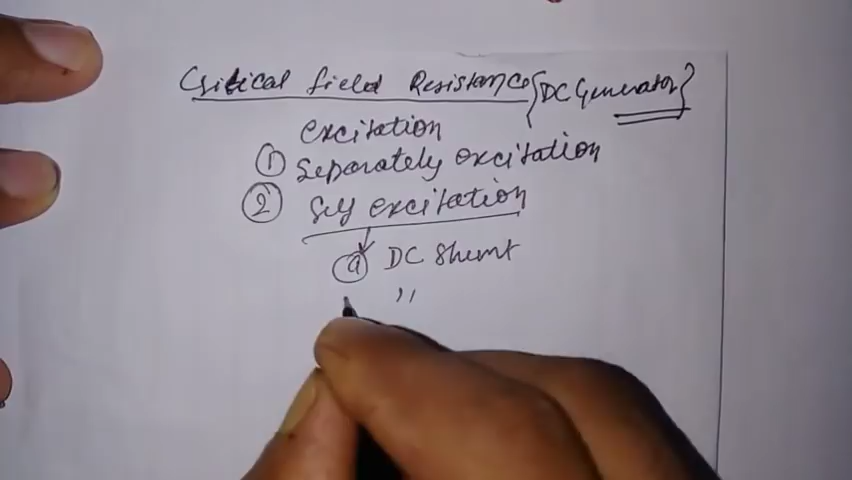 Critical field Resistance {DC Generator}
excitation
① Separately excitation
② Self excitation
ⓐ DC Shunt
,,